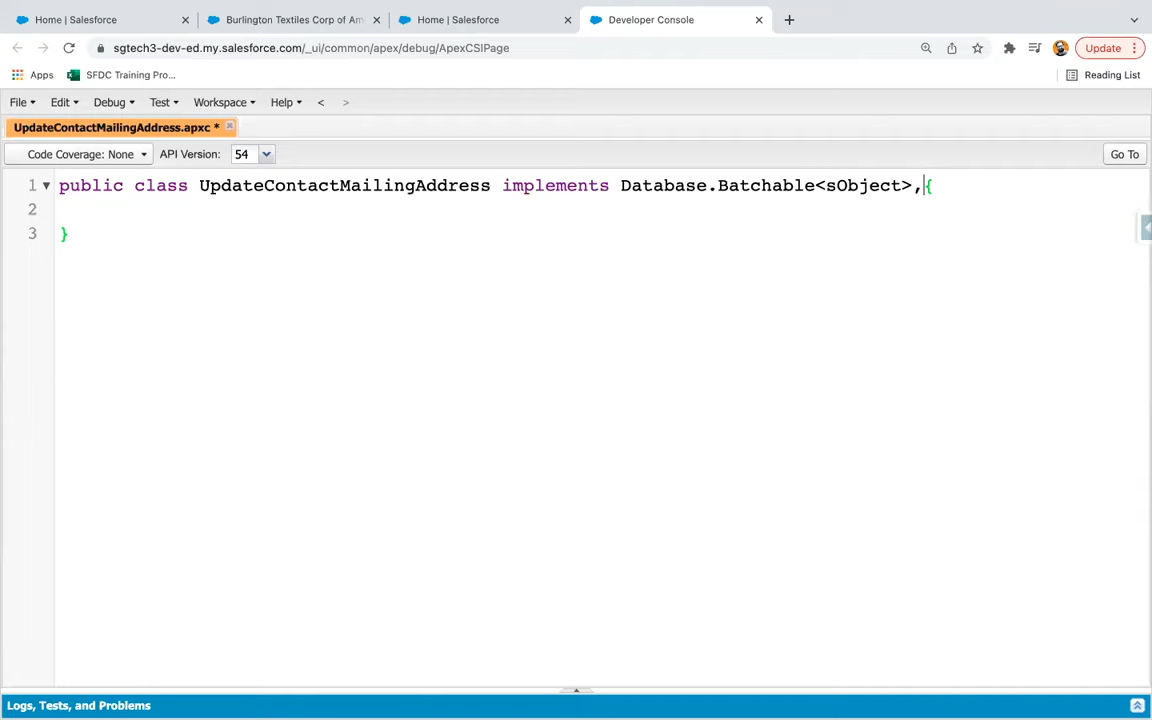 Home | Salesforce
Burlington Textiles Corp of Am
Home | Salesforce
Developer Console
sgtech3-dev-ed.my.salesforce.com/_ui/common/apex/debug/ApexCSIPage
Update
Apps
SFDC Training Pro...
Reading List
File
Edit
Debug
Test
Workspace
Help
<
>
UpdateContactMailingAddress.apxc *
Code Coverage: None
API Version:
54
Go To
1 public class UpdateContactMailingAddress implements Database.Batchable<sObject>,{
2
3 }
Logs, Tests, and Problems